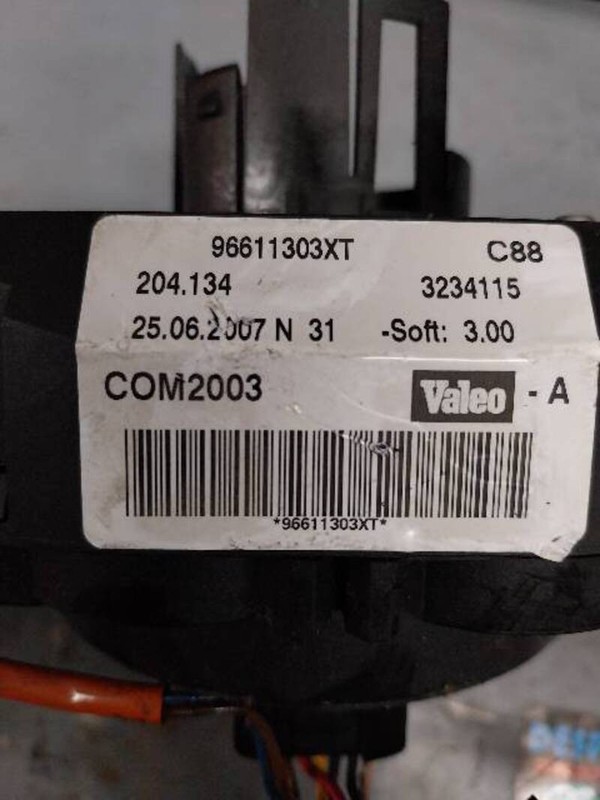 96611303XT C88
204.134 3234115
25.06.2007 N 31 -Soft: 3.00
COM2003 Valeo - A
*96611303XT*